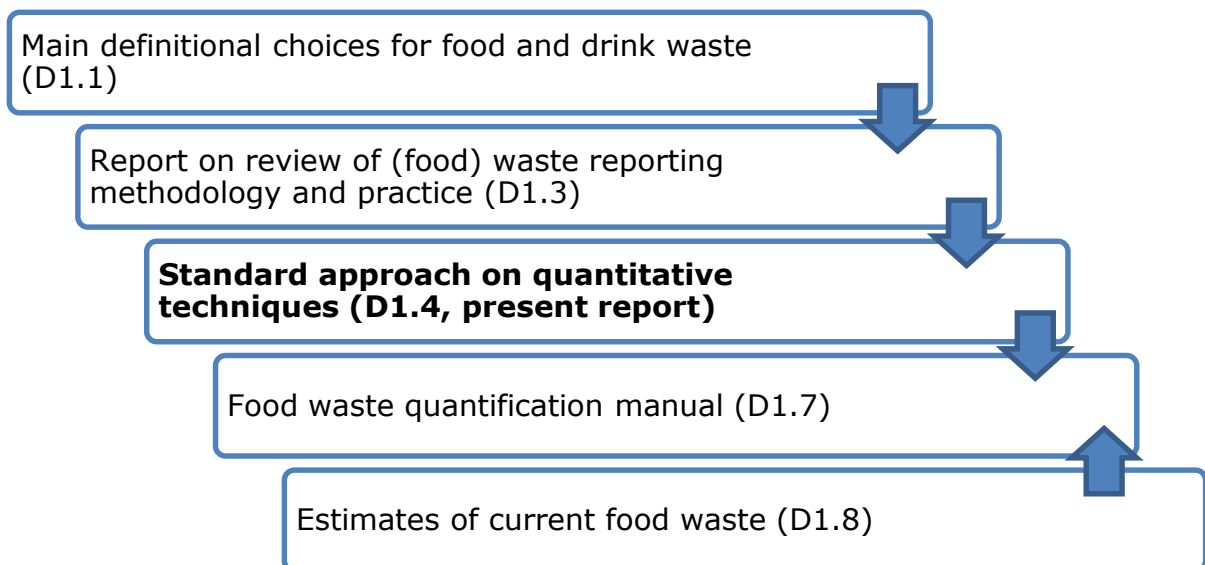 Main definitional choices for food and drink waste
(D1.1)
Report on review of (food) waste reporting
methodology and practice (D1.3)
Standard approach on quantitative
techniques (D1.4, present report)
Food waste quantification manual (D1.7)
Estimates of current food waste (D1.8)